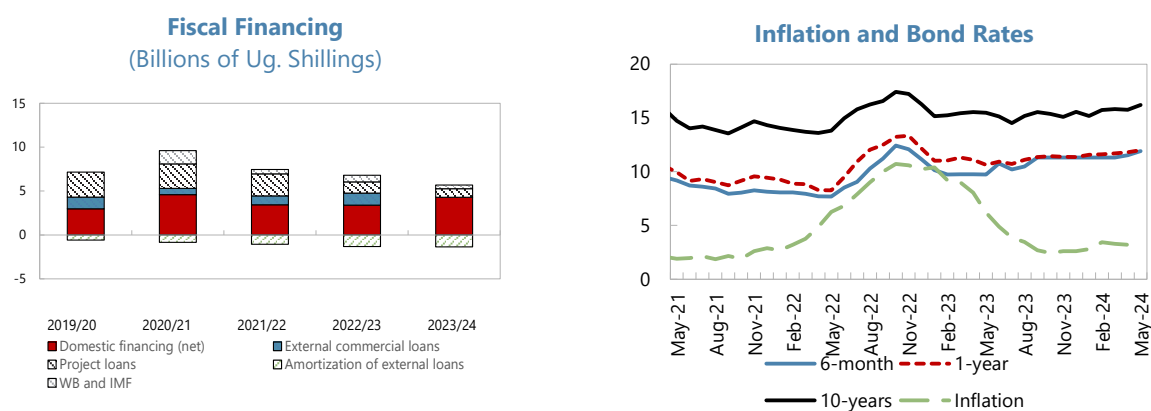 Fiscal Financing
(Billions of Ug. Shillings)
15
10
5
0
-5
2019/20 2020/21 2021/22 2022/23 2023/24
Domestic financing (net) External commercial loans
Project loans Amortization of external loans
WB and IMF
Inflation and Bond Rates
20
15
10
5
0
May-21 Aug-21 Nov-21 Feb-22 May-22 Aug-22 Nov-22 Feb-23 May-23 Aug-23 Nov-23 Feb-24 May-24
6-month 1-year
10-years Inflation